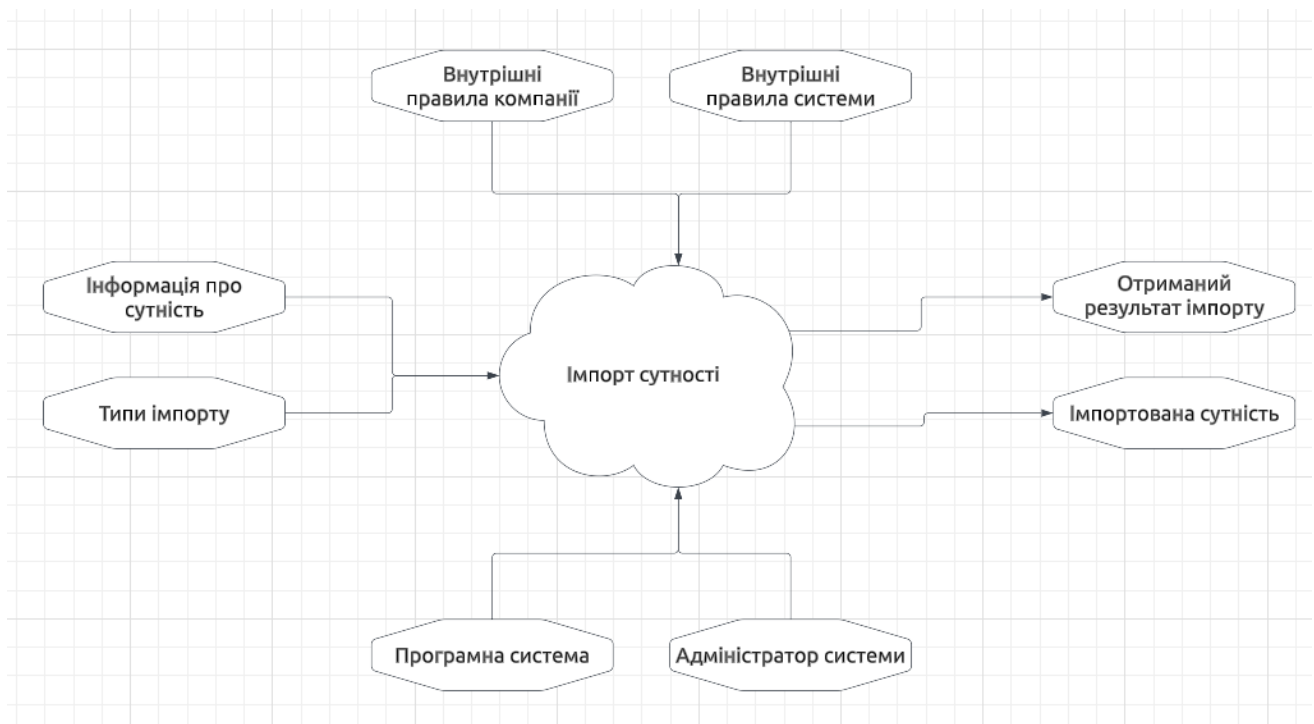 Внутрішні
правила компанії
Внутрішні
правила системи
Інформація про
сутність
Отриманий
результат імпорту
Імпорт сутності
Типи імпорту
Імпортована сутність
Програмна система
Адміністратор системи